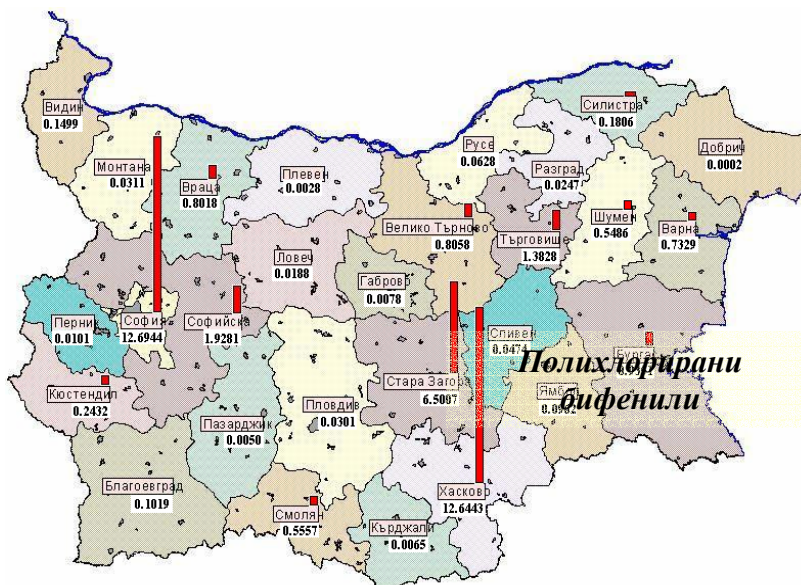 Видин
0.1499
Монтана
0.0311
Враца
0.8018
Плевен
0.0028
Русе
0.0628
Силистра
0.1806
Добрич
0.0002
Разград
0.0247
Велико Търново
0.8058
Търговище
1.3828
Шумен
0.5486
Варна
0.7329
Ловеч
0.0188
Габрово
0.0078
Перник
0.0101
София
12.6944
Софийска
1.9281
Сливен
0.0474
Стара Загора
6.5097
Полихлорирани
бифенили
Кюстендил
0.2432
Пазарджик
0.0050
Пловдив
0.0301
Благоевград
0.1019
Смолян
0.5557
Кърджали
0.0065
Хасково
12.6443